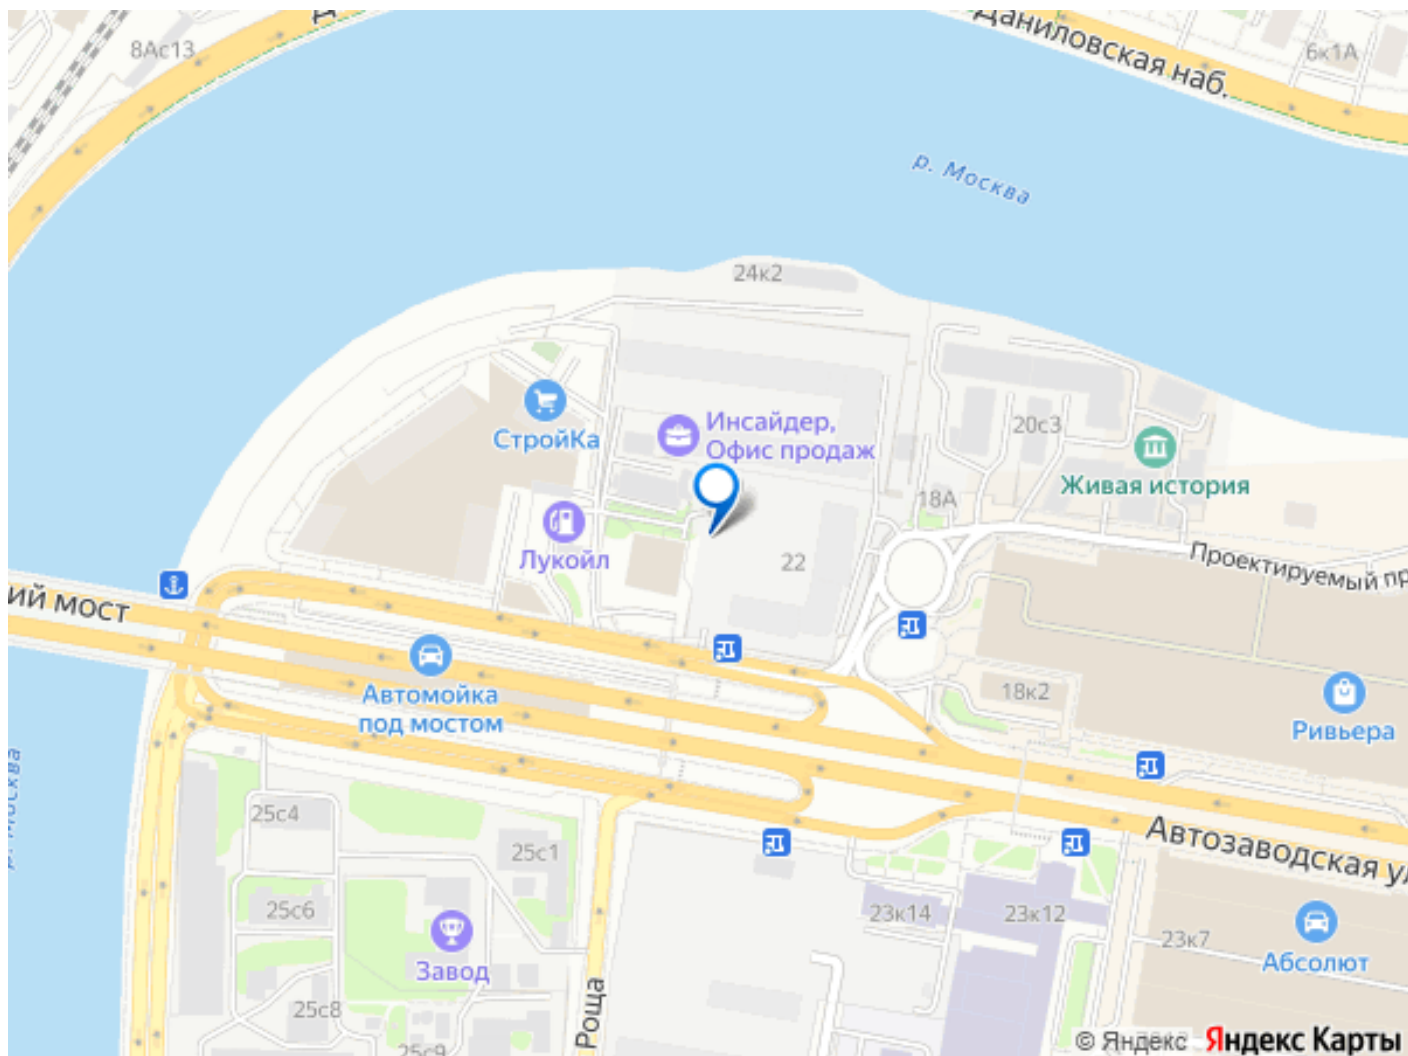 8Ас13
Даниловская наб.
6к1А
р. Москва
24к2
СтройКа
Инсайдер,
Офис продаж
20с3
Живая история
18А
Лукойл
22
Проектируемый пр
ий мост
Автомойка
под мостом
18к2
Ривьера
р. Москва
25с4
25с1
Автозаводская ул
25с6
Завод
23к14
23к12
23к7
Абсолют
25с8
Роща
25с9
© Яндекс Яндекс Карты